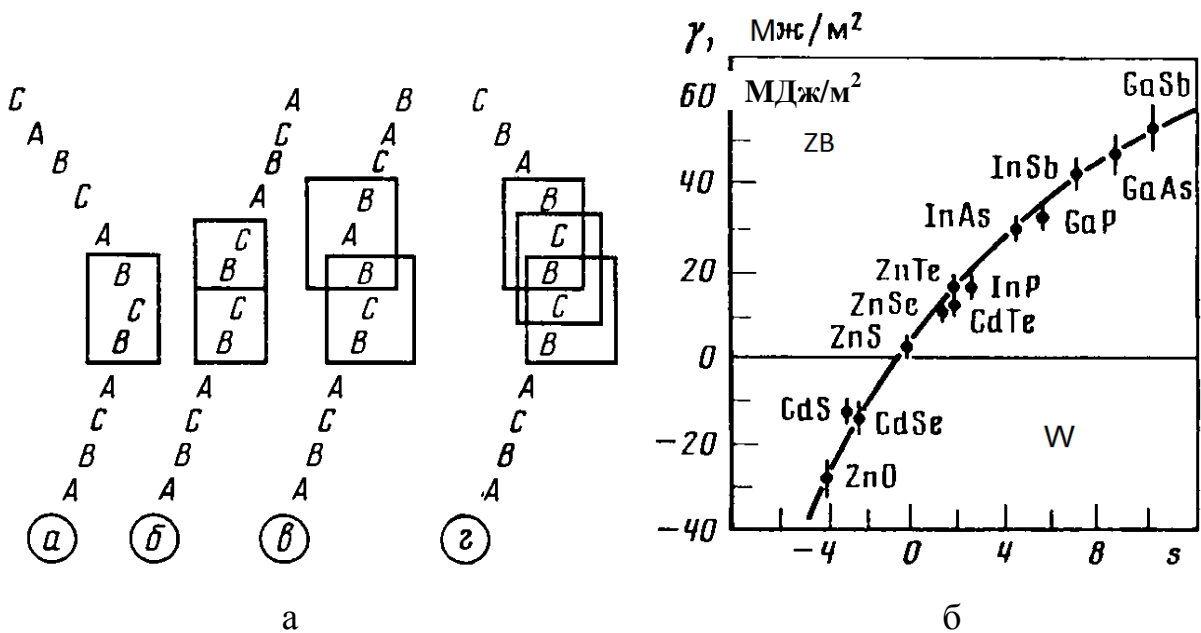 C A B C
A C A B
B B C A
C A B B
A C A C
B B B B
C C C C
B B B B
A A A A
C C C C
B B B B
A A A A
а б в г
а
γ, Мж/м²
60 МДж/м²
GaSb
ZB
InSb
40
GaAs
InAs
GaP
20 ZnTe
InP
ZnSe
CdTe
ZnS
0
CdS
CdSe
W
-20
ZnO
-40
-4 0 4 8 s
б